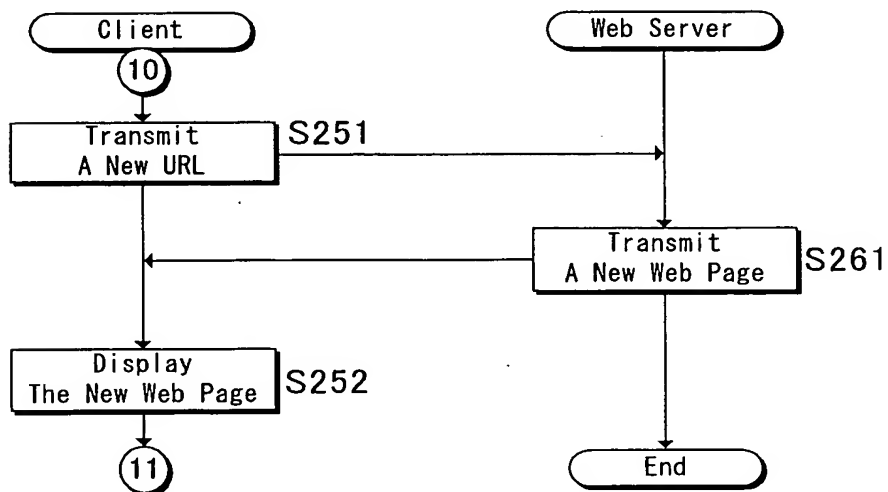 Client
Web Server
10
Transmit
A New URL
S251
Transmit
A New Web Page
S261
Display
The New Web Page
S252
11
End